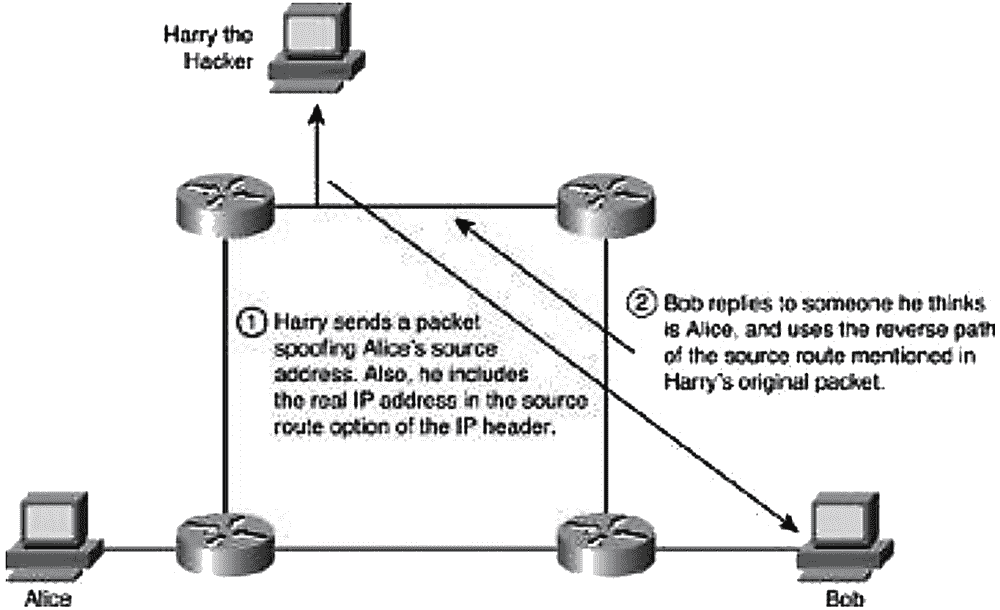 Harry the
Hacker
① Harry sends a packet
spoofing Alice's source
address. Also, he includes
the real IP address in the source
route option of the IP header.
② Bob replies to someone he thinks
is Alice, and uses the reverse path
of the source route mentioned in
Harry's original packet.
Alice
Bob